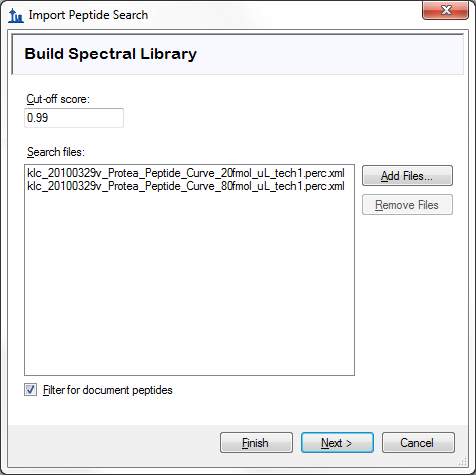 Import Peptide Search
Build Spectral Library
Cut-off score:
0.99
Search files:
klc_20100329v_Protea_Peptide_Curve_20fmol_uL_tech1.perc.xml
klc_20100329v_Protea_Peptide_Curve_80fmol_uL_tech1.perc.xml
Add Files...
Remove Files
Filter for document peptides
Finish
Next >
Cancel